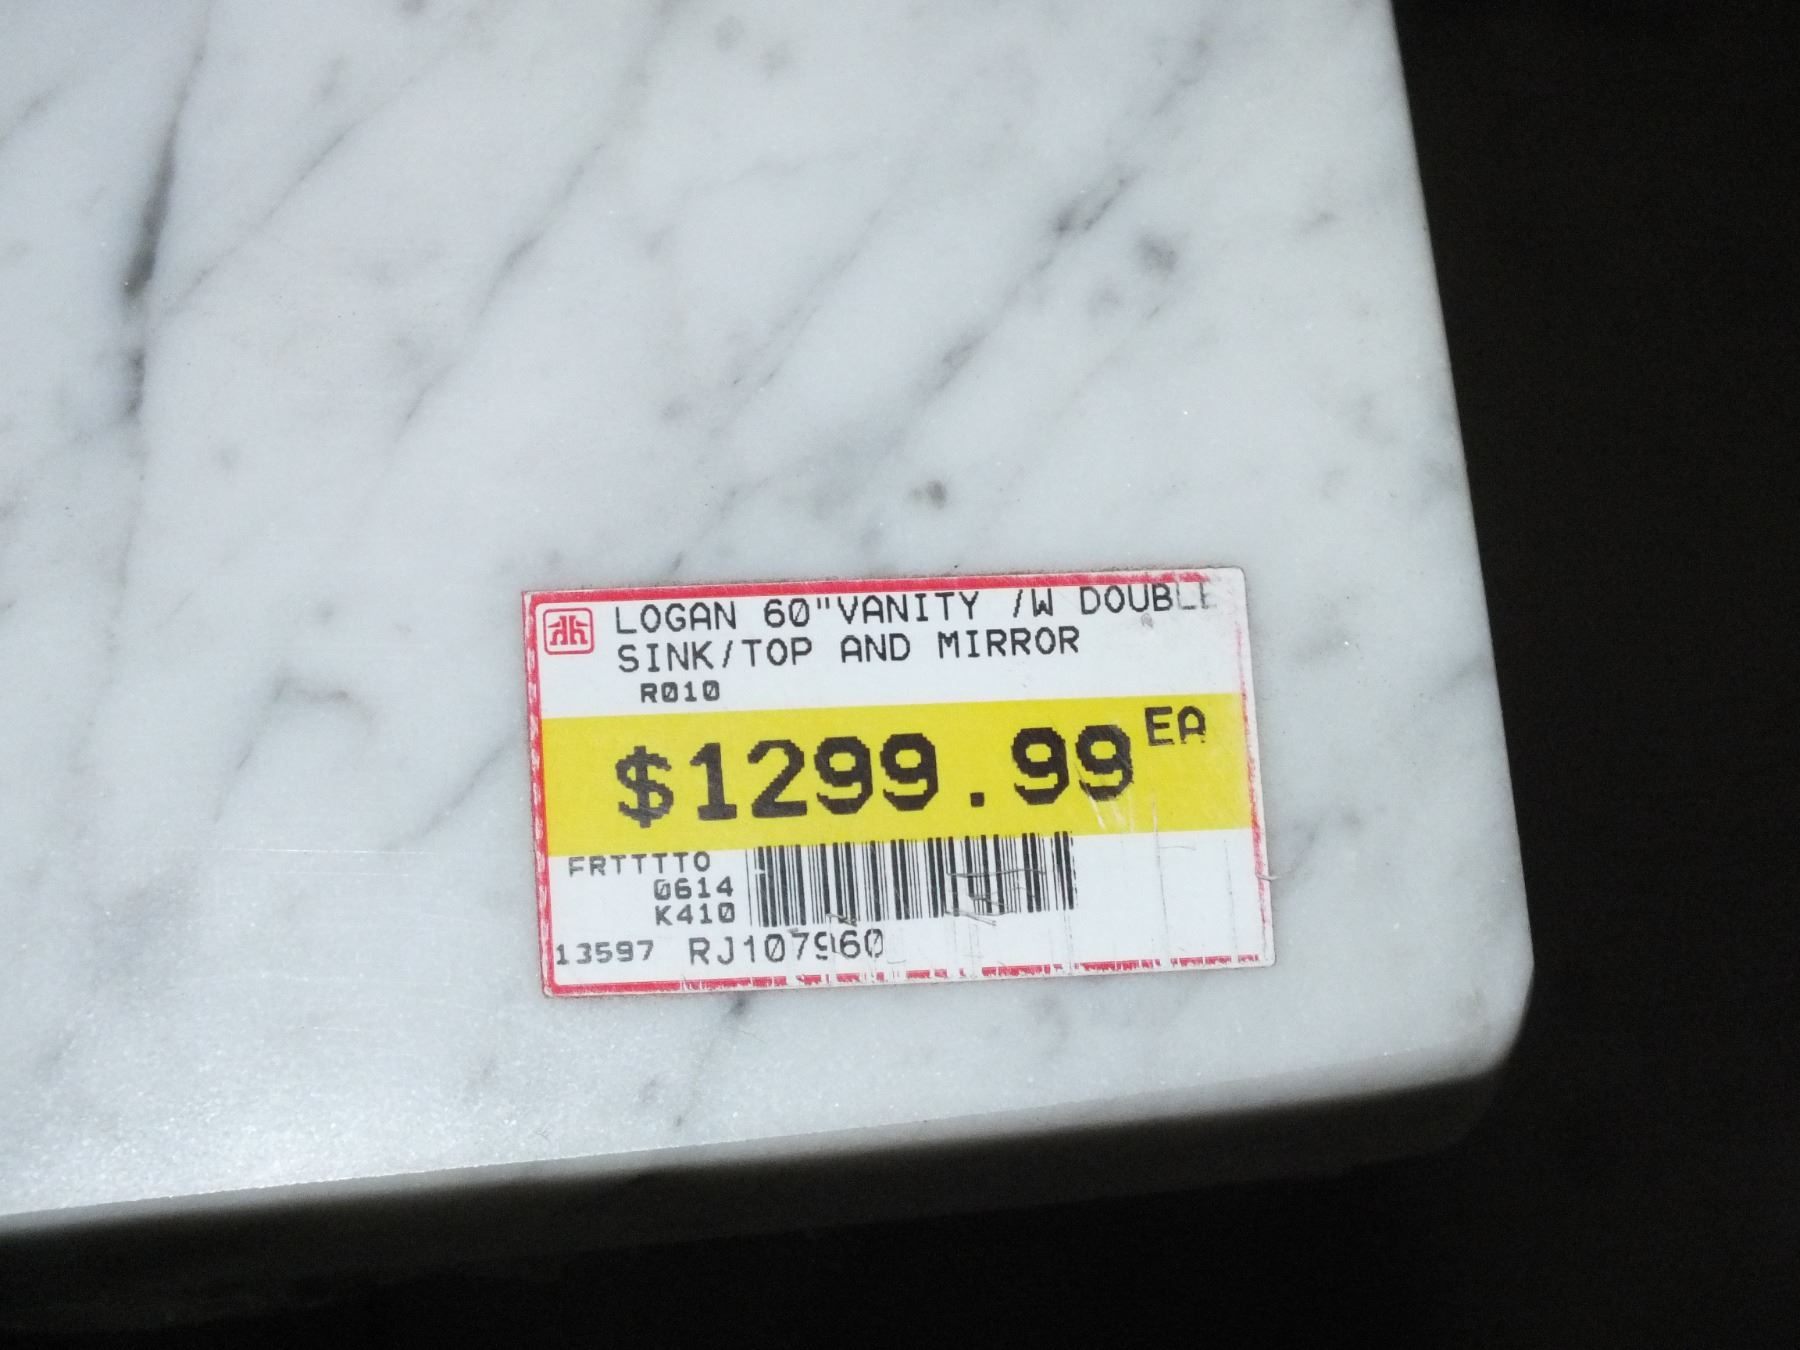 LOGAN 60"VANITY /W DOUBLE
SINK/TOP AND MIRROR
R010
$1299.99 EA
FRTTTTO
0614
K410
13597 RJ107960